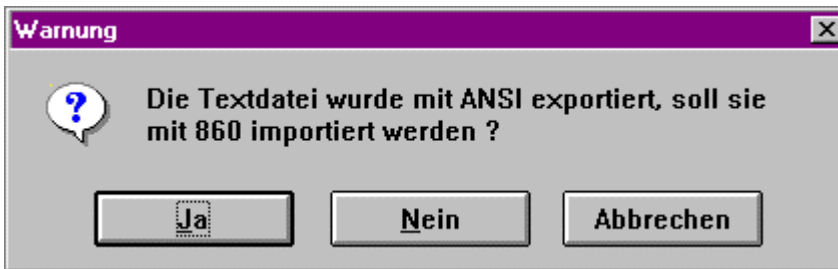 Warnung
Die Textdatei wurde mit ANSI exportiert, soll sie
mit 860 importiert werden ?
Ja Nein Abbrechen